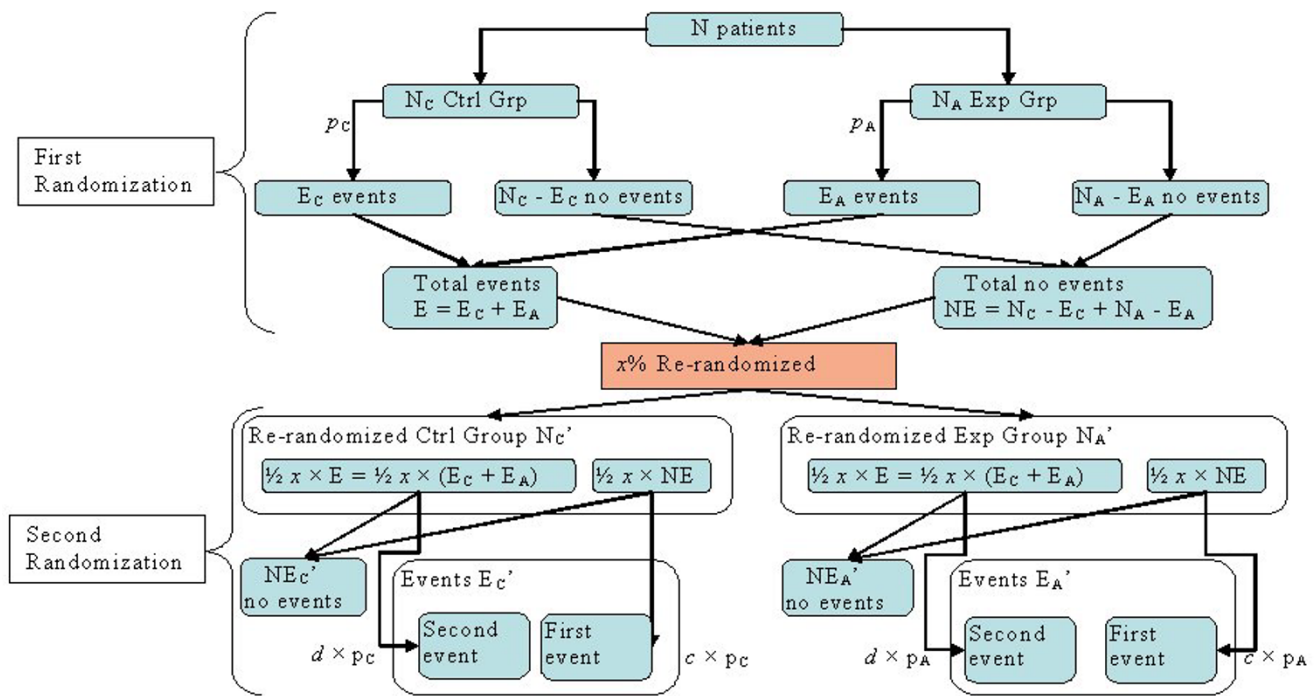 N patients
N_C Ctrl Grp
N_A Exp Grp
p_C
p_A
First
Randomization
E_C events
N_C - E_C no events
E_A events
N_A - E_A no events
Total events
E = E_C + E_A
Total no events
NE = N_C - E_C + N_A - E_A
x% Re-randomized
Re-randomized Ctrl Group N_C’
½ x × E = ½ x × (E_C + E_A)
½ x × NE
Re-randomized Exp Group N_A’
½ x × E = ½ x × (E_C + E_A)
½ x × NE
Second
Randomization
NE_C’
no events
Events E_C’
Second
event
First
event
d × p_C
c × p_C
NE_A’
no events
Events E_A’
Second
event
First
event
d × p_A
c × p_A